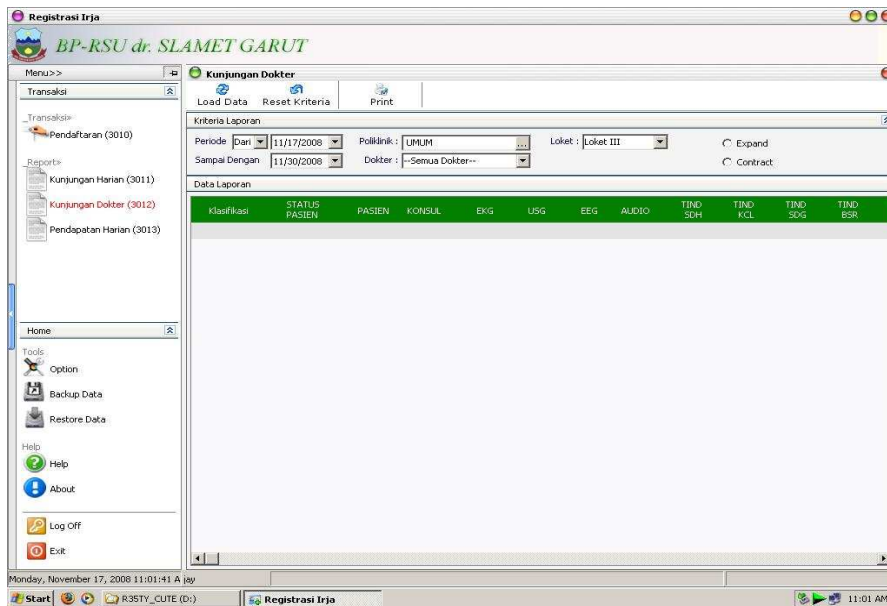 Registrasi Irja
BP-RSU dr. SLAMET GARUT
Menu>>
Transaksi
_Transaksi»
Pendaftaran (3010)
_Report»
Kunjungan Harian (3011)
Kunjungan Dokter (3012)
Pendapatan Harian (3013)
Home
Tools
Option
Backup Data
Restore Data
Help
Help
About
Log Off
Exit
Kunjungan Dokter
Load Data Reset Kriteria Print
Kriteria Laporan
Periode Dari 11/17/2008 Poliklinik : UMUM ... Loket : Loket III Expand
Sampai Dengan 11/30/2008 Dokter : --Semua Dokter-- Contract
Data Laporan
Klasifikasi STATUS PASIEN PASIEN KONSUL EKG USG EEG AUDIO TIND SDH TIND KCL TIND SDG TIND BSR
Monday, November 17, 2008 11:01:41 A jay
Start R35TY_CUTE (D:) Registrasi Irja 11:01 AM